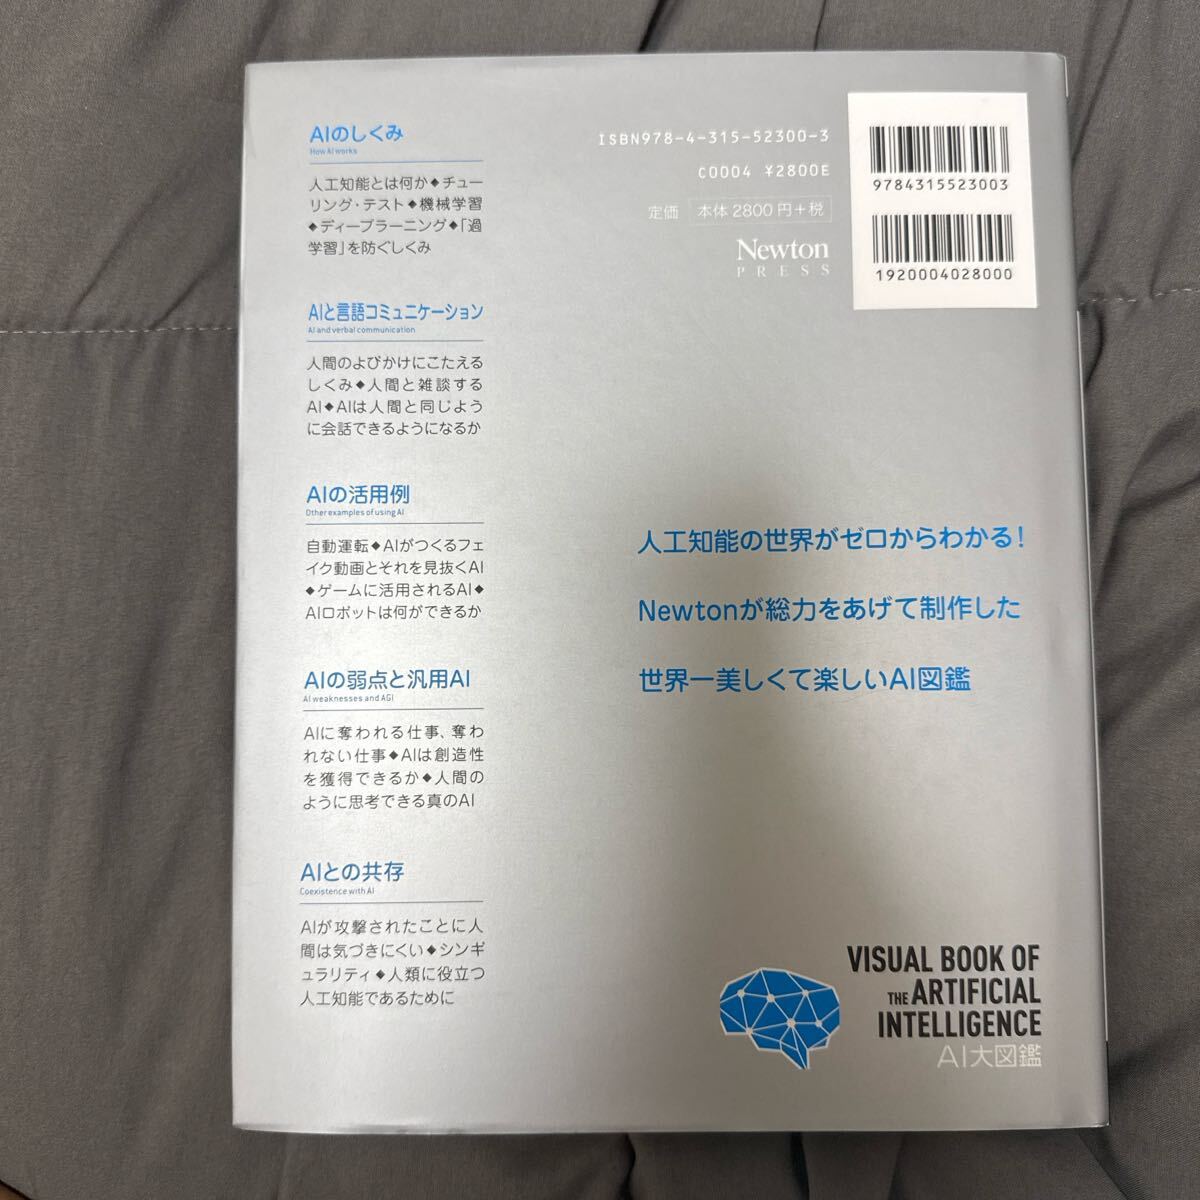 AIのしくみ
How AI works
人工知能とは何か◆チュー
リング・テスト◆機械学習
◆ディープラーニング◆「過
学習」を防ぐしくみ
AIと言語コミュニケーション
AI and verbal communication
人間のよびかけにこたえる
しくみ◆人間と雑談する
AI◆AIは人間と同じよう
に会話できるようになるか
AIの活用例
Other examples of using AI
自動運転◆AIがつくるフェ
イク動画とそれを見抜くAI
◆ゲームに活用されるAI◆
AIロボットは何ができるか
AIの弱点と汎用AI
AI weaknesses and AGI
AIに奪われる仕事、奪わ
れない仕事◆AIは創造性
を獲得できるか◆人間の
ように思考できる真のAI
AIとの共存
Coexistence with AI
AIが攻撃されたことに人
間は気づきにくい◆シンギ
ュラリティ◆人類に役立つ
人工知能であるために
ISBN978-4-315-52300-3
C0004 ¥2800E
定価 本体2800円+税
Newton
PRESS
9784315523003
1920004028000
人工知能の世界がゼロからわかる!
Newtonが総力をあげて制作した
世界一美しくて楽しいAI図鑑
VISUAL BOOK OF
THE ARTIFICIAL
INTELLIGENCE
AI大図鑑